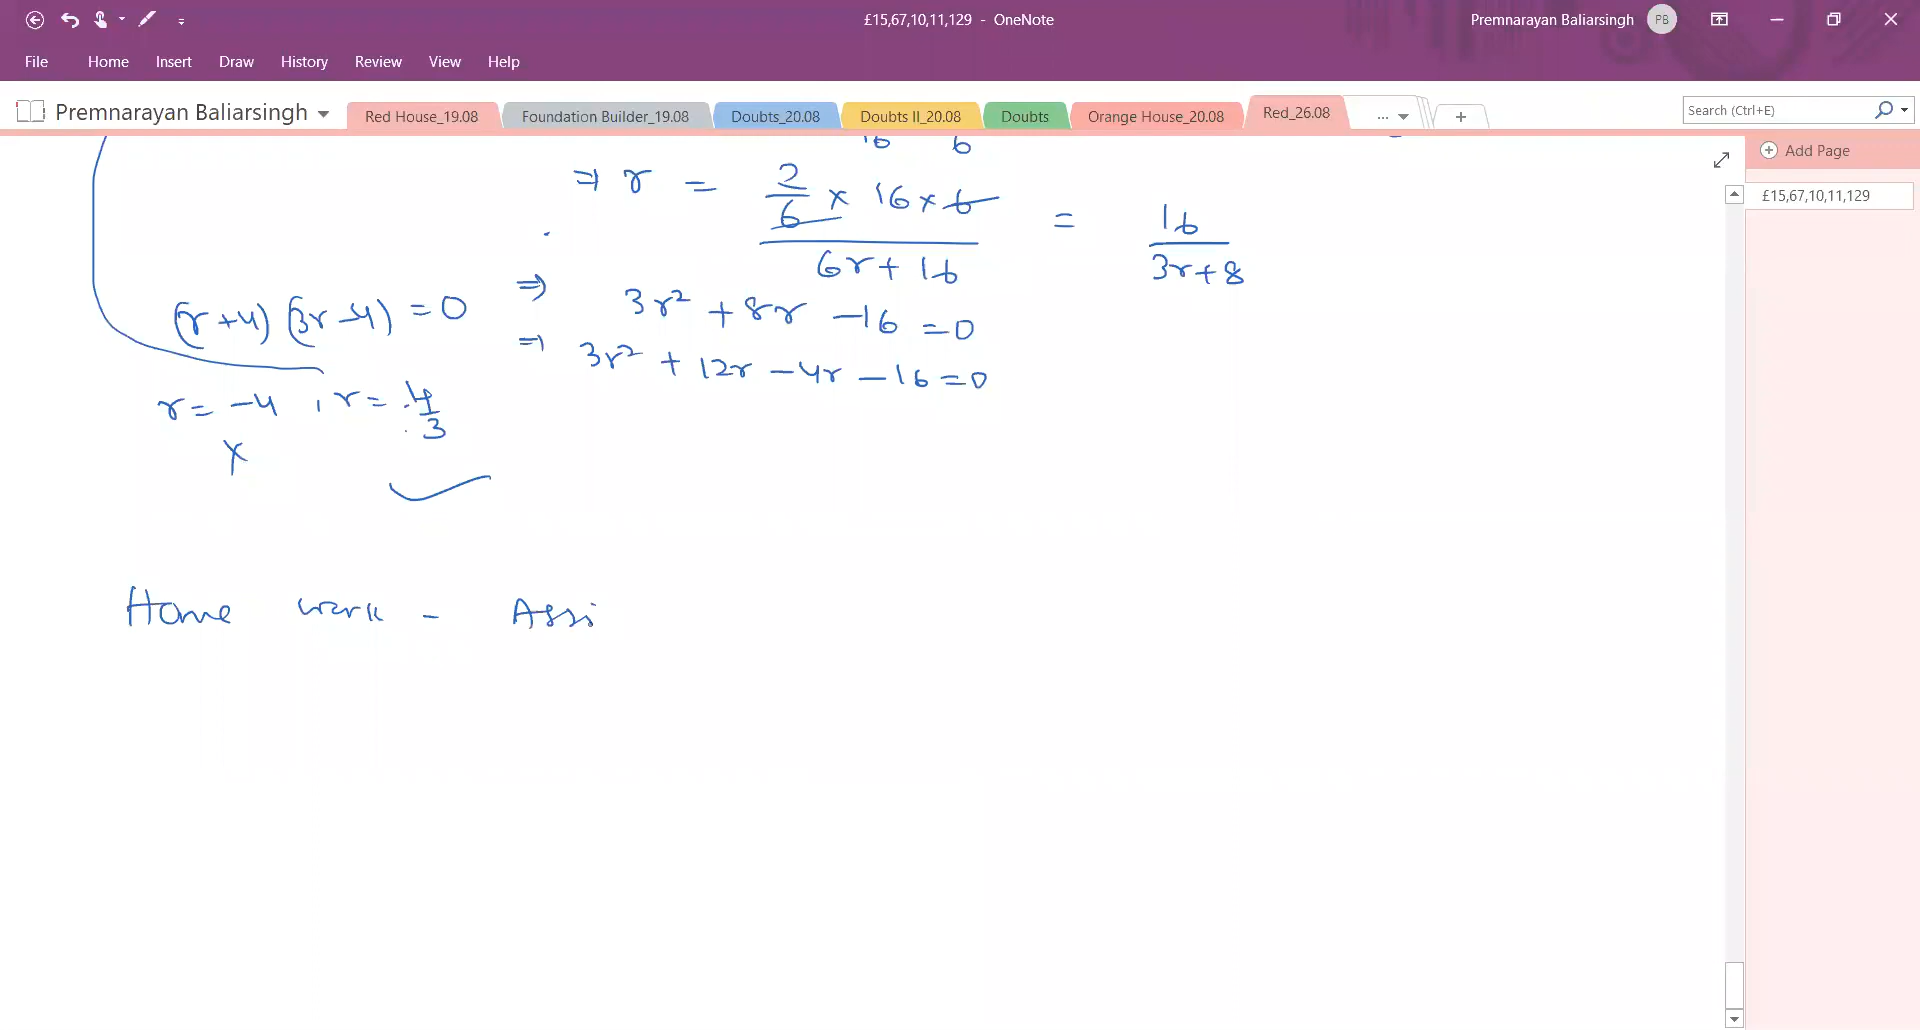 £15,67,10,11,129 - OneNote
Premnarayan Baliarsingh PB
File Home Insert Draw History Review View Help
Premnarayan Baliarsingh Red House_19.08 Foundation Builder_19.08 Doubts_20.08 Doubts II_20.08 Doubts Orange House_20.08 Red_26.08 ... + Search (Ctrl+E)
Add Page
£15,67,10,11,129
16 6
⇒ r = 2/6 × 16 × 6 / 6r + 16 = 16 / 3r+8
⇒ 3r² + 8r - 16 = 0
⇒ 3r² + 12r - 4r - 16 = 0
(r+4) (3r-4) = 0
r = -4 , r = 4/3
x
Home work - Assi